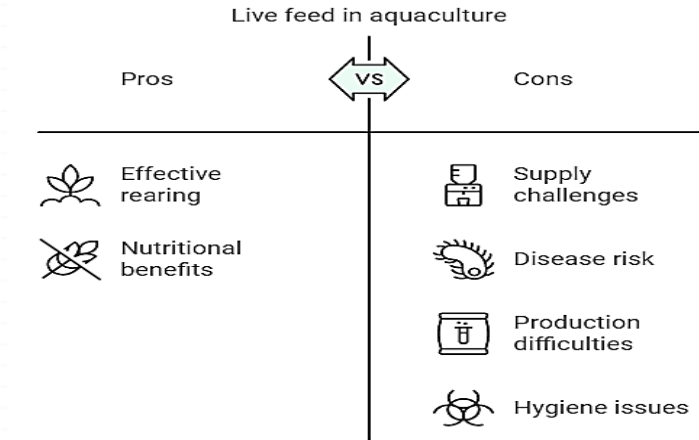 Live feed in aquaculture
Pros
VS
Cons
Effective
rearing
Nutritional
benefits
Supply
challenges
Disease risk
Production
difficulties
Hygiene issues